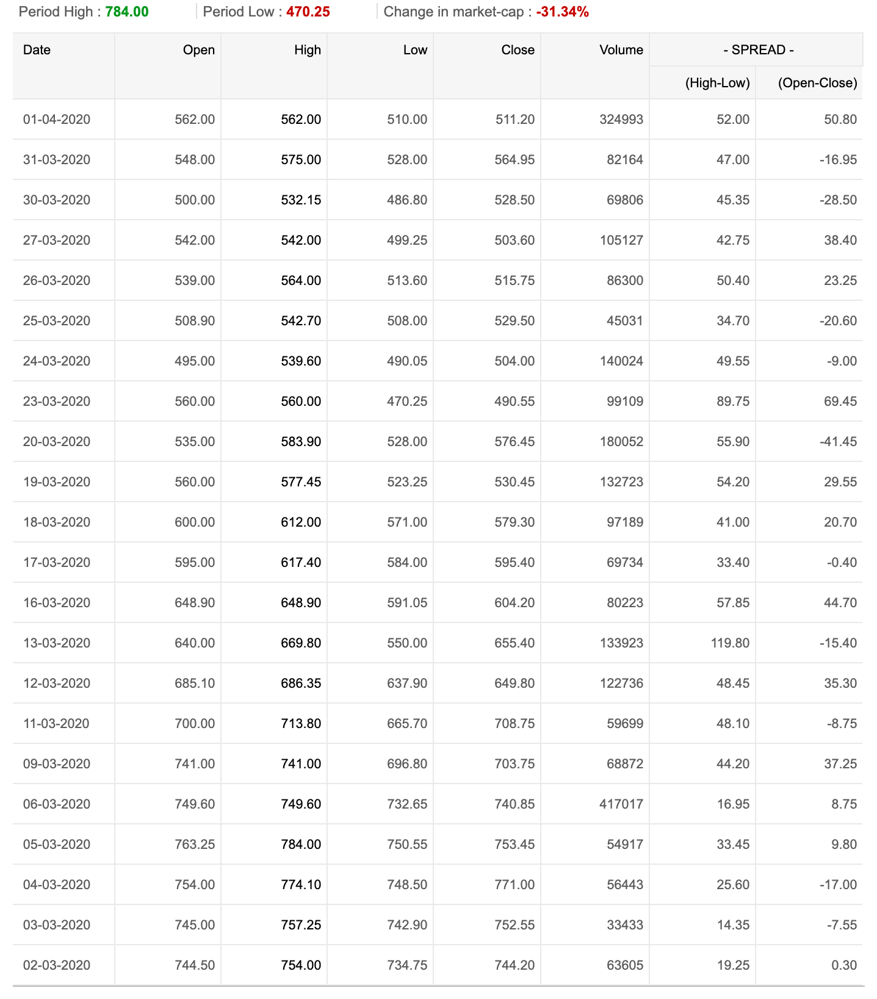 Period High : 784.00 Period Low : 470.25 Change in market-cap : -31.34%
Date Open High Low Close Volume - SPREAD -
(High-Low) (Open-Close)
01-04-2020 562.00 562.00 510.00 511.20 324993 52.00 50.80
31-03-2020 548.00 575.00 528.00 564.95 82164 47.00 -16.95
30-03-2020 500.00 532.15 486.80 528.50 69806 45.35 -28.50
27-03-2020 542.00 542.00 499.25 503.60 105127 42.75 38.40
26-03-2020 539.00 564.00 513.60 515.75 86300 50.40 23.25
25-03-2020 508.90 542.70 508.00 529.50 45031 34.70 -20.60
24-03-2020 495.00 539.60 490.05 504.00 140024 49.55 -9.00
23-03-2020 560.00 560.00 470.25 490.55 99109 89.75 69.45
20-03-2020 535.00 583.90 528.00 576.45 180052 55.90 -41.45
19-03-2020 560.00 577.45 523.25 530.45 132723 54.20 29.55
18-03-2020 600.00 612.00 571.00 579.30 97189 41.00 20.70
17-03-2020 595.00 617.40 584.00 595.40 69734 33.40 -0.40
16-03-2020 648.90 648.90 591.05 604.20 80223 57.85 44.70
13-03-2020 640.00 669.80 550.00 655.40 133923 119.80 -15.40
12-03-2020 685.10 686.35 637.90 649.80 122736 48.45 35.30
11-03-2020 700.00 713.80 665.70 708.75 59699 48.10 -8.75
09-03-2020 741.00 741.00 696.80 703.75 68872 44.20 37.25
06-03-2020 749.60 749.60 732.65 740.85 417017 16.95 8.75
05-03-2020 763.25 784.00 750.55 753.45 54917 33.45 9.80
04-03-2020 754.00 774.10 748.50 771.00 56443 25.60 -17.00
03-03-2020 745.00 757.25 742.90 752.55 33433 14.35 -7.55
02-03-2020 744.50 754.00 734.75 744.20 63605 19.25 0.30